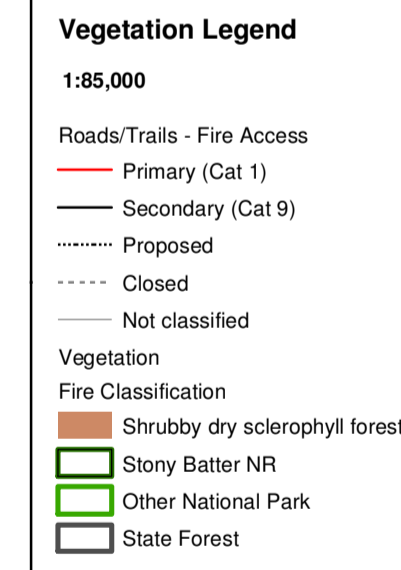 Vegetation Legend
1:85,000
Roads/Trails - Fire Access
Primary (Cat 1)
Secondary (Cat 9)
Proposed
Closed
Not classified
Vegetation
Fire Classification
Shrubby dry sclerophyll forest
Stony Batter NR
Other National Park
State Forest